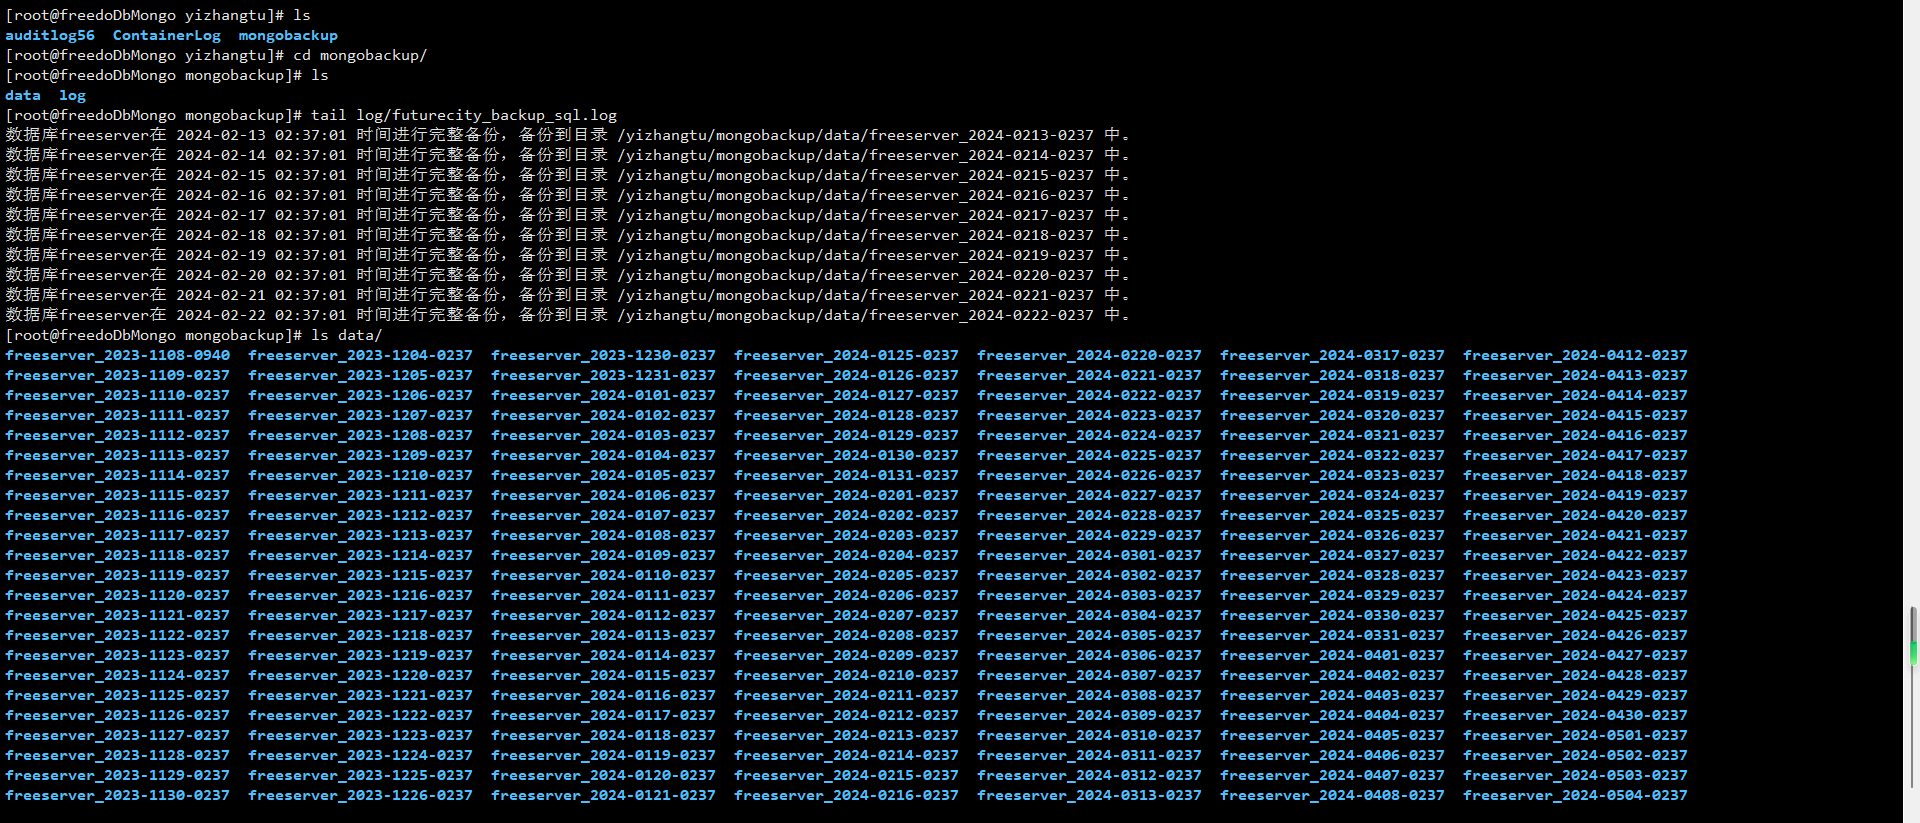 [root@freedoDbMongo yizhangtu]# ls
auditlog56  ContainerLog  mongobackup
[root@freedoDbMongo yizhangtu]# cd mongobackup/
[root@freedoDbMongo mongobackup]# ls
data  log
[root@freedoDbMongo mongobackup]# tail log/futurecity_backup_sql.log
数据库freeserver在 2024-02-13 02:37:01 时间进行完整备份，备份到目录 /yizhangtu/mongobackup/data/freeserver_2024-0213-0237 中。
数据库freeserver在 2024-02-14 02:37:01 时间进行完整备份，备份到目录 /yizhangtu/mongobackup/data/freeserver_2024-0214-0237 中。
数据库freeserver在 2024-02-15 02:37:01 时间进行完整备份，备份到目录 /yizhangtu/mongobackup/data/freeserver_2024-0215-0237 中。
数据库freeserver在 2024-02-16 02:37:01 时间进行完整备份，备份到目录 /yizhangtu/mongobackup/data/freeserver_2024-0216-0237 中。
数据库freeserver在 2024-02-17 02:37:01 时间进行完整备份，备份到目录 /yizhangtu/mongobackup/data/freeserver_2024-0217-0237 中。
数据库freeserver在 2024-02-18 02:37:01 时间进行完整备份，备份到目录 /yizhangtu/mongobackup/data/freeserver_2024-0218-0237 中。
数据库freeserver在 2024-02-19 02:37:01 时间进行完整备份，备份到目录 /yizhangtu/mongobackup/data/freeserver_2024-0219-0237 中。
数据库freeserver在 2024-02-20 02:37:01 时间进行完整备份，备份到目录 /yizhangtu/mongobackup/data/freeserver_2024-0220-0237 中。
数据库freeserver在 2024-02-21 02:37:01 时间进行完整备份，备份到目录 /yizhangtu/mongobackup/data/freeserver_2024-0221-0237 中。
数据库freeserver在 2024-02-22 02:37:01 时间进行完整备份，备份到目录 /yizhangtu/mongobackup/data/freeserver_2024-0222-0237 中。
[root@freedoDbMongo mongobackup]# ls data/
freeserver_2023-1108-0940  freeserver_2023-1204-0237  freeserver_2023-1230-0237  freeserver_2024-0125-0237  freeserver_2024-0220-0237  freeserver_2024-0317-0237  freeserver_2024-0412-0237
freeserver_2023-1109-0237  freeserver_2023-1205-0237  freeserver_2023-1231-0237  freeserver_2024-0126-0237  freeserver_2024-0221-0237  freeserver_2024-0318-0237  freeserver_2024-0413-0237
freeserver_2023-1110-0237  freeserver_2023-1206-0237  freeserver_2024-0101-0237  freeserver_2024-0127-0237  freeserver_2024-0222-0237  freeserver_2024-0319-0237  freeserver_2024-0414-0237
freeserver_2023-1111-0237  freeserver_2023-1207-0237  freeserver_2024-0102-0237  freeserver_2024-0128-0237  freeserver_2024-0223-0237  freeserver_2024-0320-0237  freeserver_2024-0415-0237
freeserver_2023-1112-0237  freeserver_2023-1208-0237  freeserver_2024-0103-0237  freeserver_2024-0129-0237  freeserver_2024-0224-0237  freeserver_2024-0321-0237  freeserver_2024-0416-0237
freeserver_2023-1113-0237  freeserver_2023-1209-0237  freeserver_2024-0104-0237  freeserver_2024-0130-0237  freeserver_2024-0225-0237  freeserver_2024-0322-0237  freeserver_2024-0417-0237
freeserver_2023-1114-0237  freeserver_2023-1210-0237  freeserver_2024-0105-0237  freeserver_2024-0131-0237  freeserver_2024-0226-0237  freeserver_2024-0323-0237  freeserver_2024-0418-0237
freeserver_2023-1115-0237  freeserver_2023-1211-0237  freeserver_2024-0106-0237  freeserver_2024-0201-0237  freeserver_2024-0227-0237  freeserver_2024-0324-0237  freeserver_2024-0419-0237
freeserver_2023-1116-0237  freeserver_2023-1212-0237  freeserver_2024-0107-0237  freeserver_2024-0202-0237  freeserver_2024-0228-0237  freeserver_2024-0325-0237  freeserver_2024-0420-0237
freeserver_2023-1117-0237  freeserver_2023-1213-0237  freeserver_2024-0108-0237  freeserver_2024-0203-0237  freeserver_2024-0229-0237  freeserver_2024-0326-0237  freeserver_2024-0421-0237
freeserver_2023-1118-0237  freeserver_2023-1214-0237  freeserver_2024-0109-0237  freeserver_2024-0204-0237  freeserver_2024-0301-0237  freeserver_2024-0327-0237  freeserver_2024-0422-0237
freeserver_2023-1119-0237  freeserver_2023-1215-0237  freeserver_2024-0110-0237  freeserver_2024-0205-0237  freeserver_2024-0302-0237  freeserver_2024-0328-0237  freeserver_2024-0423-0237
freeserver_2023-1120-0237  freeserver_2023-1216-0237  freeserver_2024-0111-0237  freeserver_2024-0206-0237  freeserver_2024-0303-0237  freeserver_2024-0329-0237  freeserver_2024-0424-0237
freeserver_2023-1121-0237  freeserver_2023-1217-0237  freeserver_2024-0112-0237  freeserver_2024-0207-0237  freeserver_2024-0304-0237  freeserver_2024-0330-0237  freeserver_2024-0425-0237
freeserver_2023-1122-0237  freeserver_2023-1218-0237  freeserver_2024-0113-0237  freeserver_2024-0208-0237  freeserver_2024-0305-0237  freeserver_2024-0331-0237  freeserver_2024-0426-0237
freeserver_2023-1123-0237  freeserver_2023-1219-0237  freeserver_2024-0114-0237  freeserver_2024-0209-0237  freeserver_2024-0306-0237  freeserver_2024-0401-0237  freeserver_2024-0427-0237
freeserver_2023-1124-0237  freeserver_2023-1220-0237  freeserver_2024-0115-0237  freeserver_2024-0210-0237  freeserver_2024-0307-0237  freeserver_2024-0402-0237  freeserver_2024-0428-0237
freeserver_2023-1125-0237  freeserver_2023-1221-0237  freeserver_2024-0116-0237  freeserver_2024-0211-0237  freeserver_2024-0308-0237  freeserver_2024-0403-0237  freeserver_2024-0429-0237
freeserver_2023-1126-0237  freeserver_2023-1222-0237  freeserver_2024-0117-0237  freeserver_2024-0212-0237  freeserver_2024-0309-0237  freeserver_2024-0404-0237  freeserver_2024-0430-0237
freeserver_2023-1127-0237  freeserver_2023-1223-0237  freeserver_2024-0118-0237  freeserver_2024-0213-0237  freeserver_2024-0310-0237  freeserver_2024-0405-0237  freeserver_2024-0501-0237
freeserver_2023-1128-0237  freeserver_2023-1224-0237  freeserver_2024-0119-0237  freeserver_2024-0214-0237  freeserver_2024-0311-0237  freeserver_2024-0406-0237  freeserver_2024-0502-0237
freeserver_2023-1129-0237  freeserver_2023-1225-0237  freeserver_2024-0120-0237  freeserver_2024-0215-0237  freeserver_2024-0312-0237  freeserver_2024-0407-0237  freeserver_2024-0503-0237
freeserver_2023-1130-0237  freeserver_2023-1226-0237  freeserver_2024-0121-0237  freeserver_2024-0216-0237  freeserver_2024-0313-0237  freeserver_2024-0408-0237  freeserver_2024-0504-0237